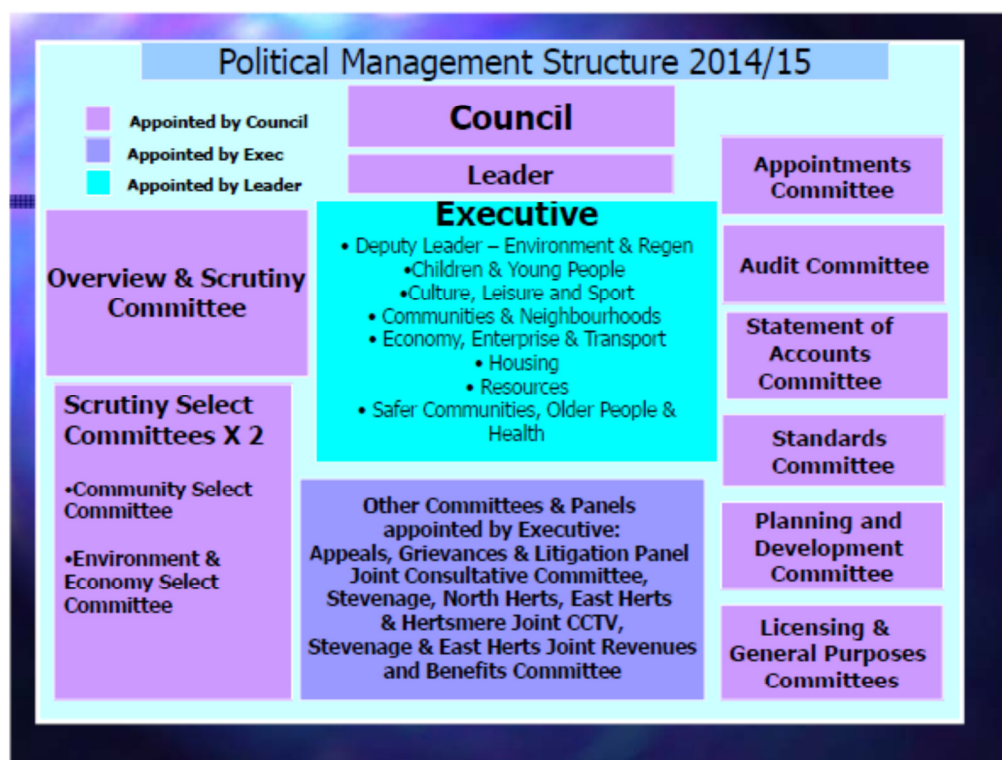 Political Management Structure 2014/15
Appointed by Council
Appointed by Exec
Appointed by Leader
Council
Leader
Executive
• Deputy Leader – Environment & Regen
•Children & Young People
•Culture, Leisure and Sport
• Communities & Neighbourhoods
• Economy, Enterprise & Transport
• Housing
• Resources
• Safer Communities, Older People &
Health
Overview & Scrutiny
Committee
Scrutiny Select
Committees X 2
•Community Select
Committee
•Environment &
Economy Select
Committee
Other Committees & Panels
appointed by Executive:
Appeals, Grievances & Litigation Panel
Joint Consultative Committee,
Stevenage, North Herts, East Herts
& Hertsmere Joint CCTV,
Stevenage & East Herts Joint Revenues
and Benefits Committee
Appointments
Committee
Audit Committee
Statement of
Accounts
Committee
Standards
Committee
Planning and
Development
Committee
Licensing &
General Purposes
Committees